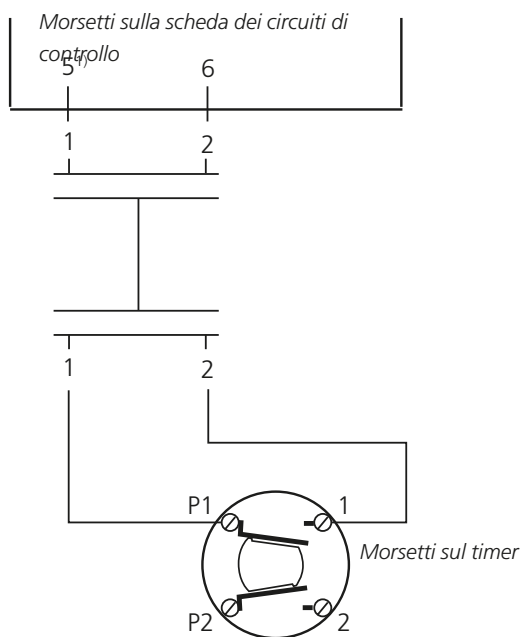 Morsetti sulla scheda dei circuiti di
controllo
5¹⁾ 6
1 2
1 2
P1 1
Morsetti sul timer
P2 2